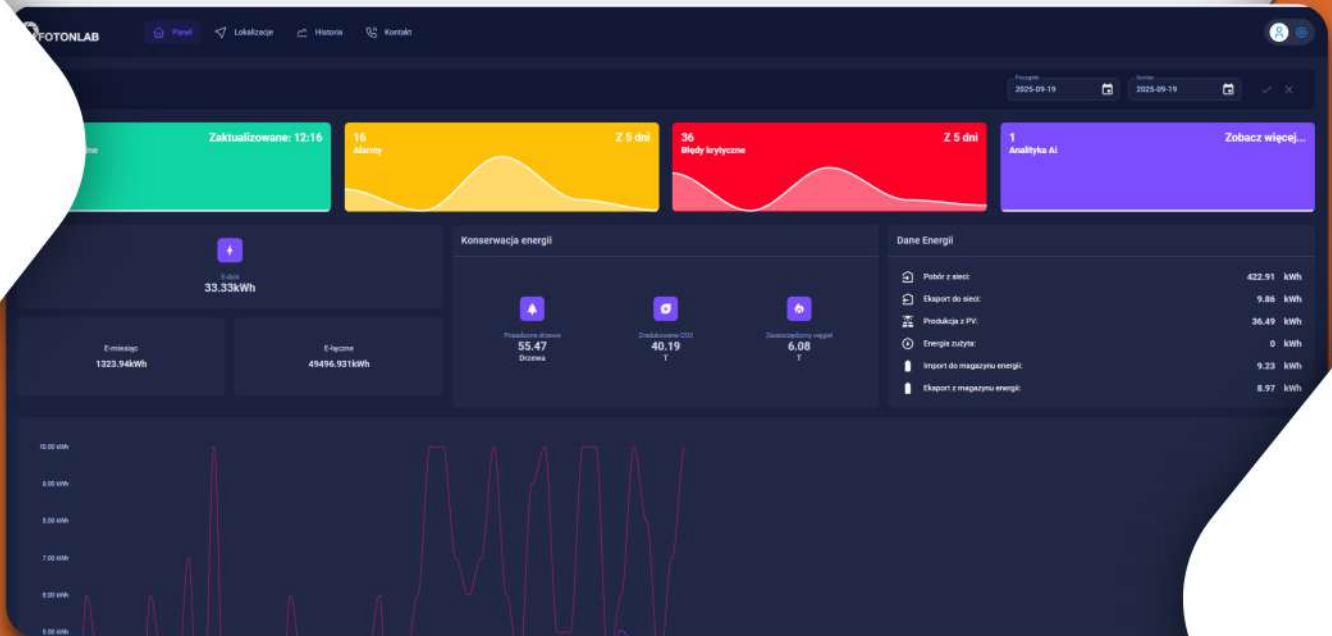 FOTONLAB
Panel
Lokalizacje
Historia
Kontakt
2025-09-19
2025-09-19
Zaktualizowane: 12:16
16
Alarmy
Z 5 dni
36
Błędy krytyczne
Z 5 dni
1
Analityka Ai
Zobacz więcej...
33.33kWh
E-miesiąc
1323.94kWh
E-łączne
49496.931kWh
Konserwacja energii
55.47
Drzewa
40.19
T
6.08
T
Dane Energii
Pobór z sieci: 422.91 kWh
Eksport do sieci: 9.86 kWh
Produkcja z PV: 36.49 kWh
Energia zużyta: 0 kWh
Import do magazynu energii: 9.23 kWh
Eksport z magazynu energii: 8.97 kWh
10.00 kWh
7.00 kWh